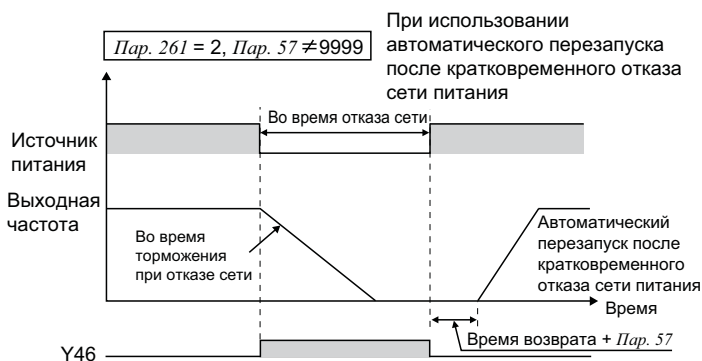 Пар. 261 = 2, Пар. 57 ≠9999
При использовании
автоматического перезапуска
после кратковременного отказа
сети питания
Во время отказа сети
Источник
питания
Выходная
частота
Во время
торможения
при отказе сети
Автоматический
перезапуск после
кратковременного
отказа сети питания
Время
Время возврата + Пар. 57
Y46